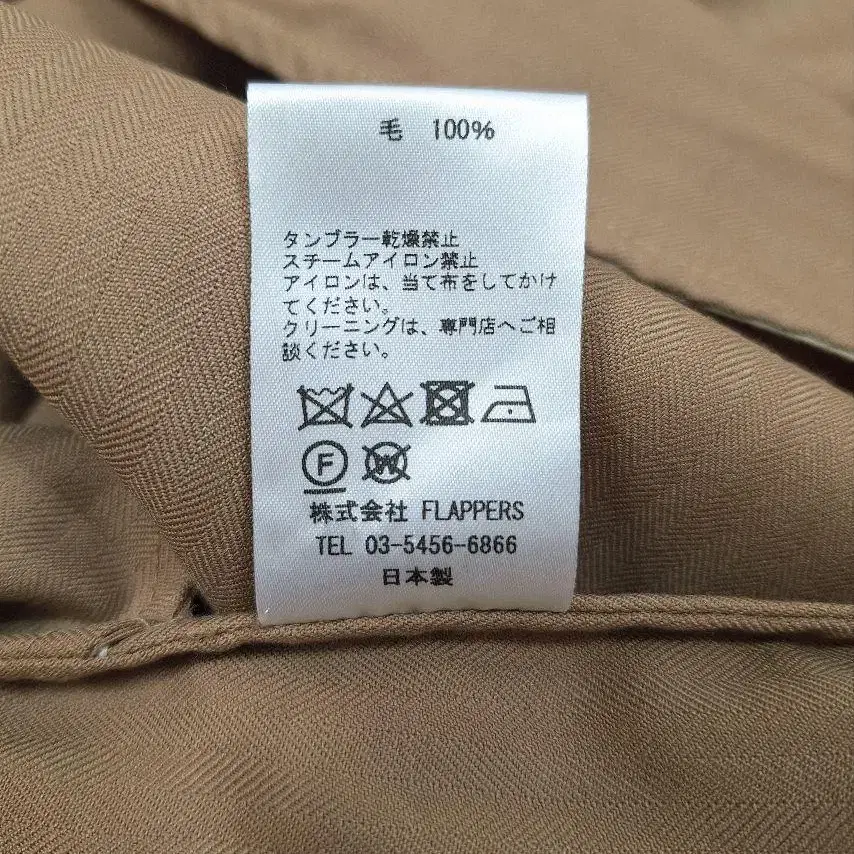 毛 100%
タンブラー乾燥禁止
スチームアイロン禁止
アイロンは、当て布をしてかけ
てください。
クリーニングは、専門店へご相
談ください。
F W
株式会社 FLAPPERS
TEL 03-5456-6866
日本製